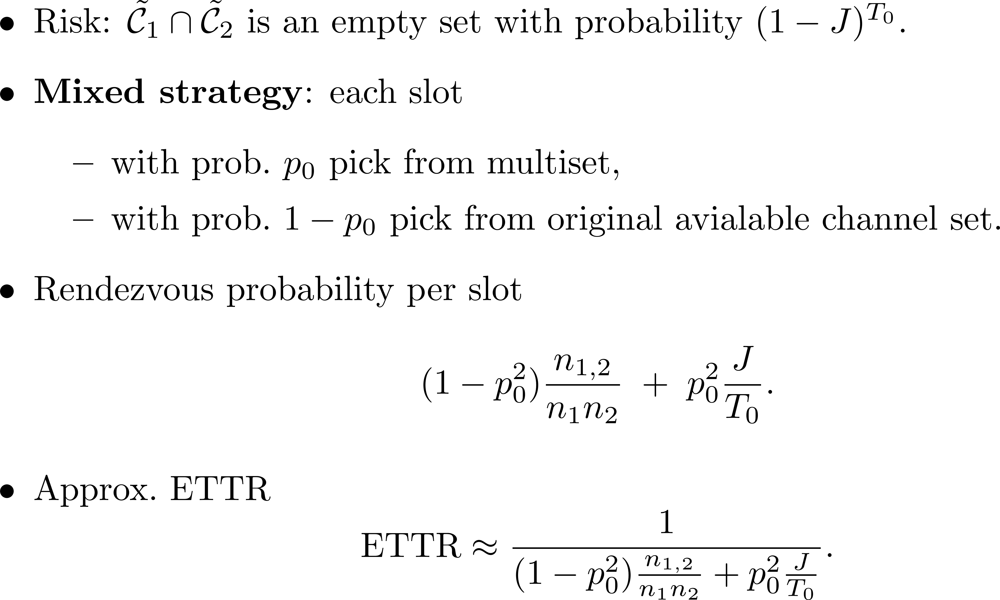 • Risk: $\tilde{\mathcal{C}}_1 \cap \tilde{\mathcal{C}}_2$ is an empty set with probability $(1 - J)^{T_0}$.
• Mixed strategy: each slot
– with prob. $p_0$ pick from multiset,
– with prob. $1 - p_0$ pick from original avialable channel set.
• Rendezvous probability per slot
$(1 - p_0^2)\frac{n_{1,2}}{n_1 n_2} + p_0^2 \frac{J}{T_0}.$
• Approx. ETTR
$\mathrm{ETTR} \approx \frac{1}{(1 - p_0^2)\frac{n_{1,2}}{n_1 n_2} + p_0^2 \frac{J}{T_0}}.$